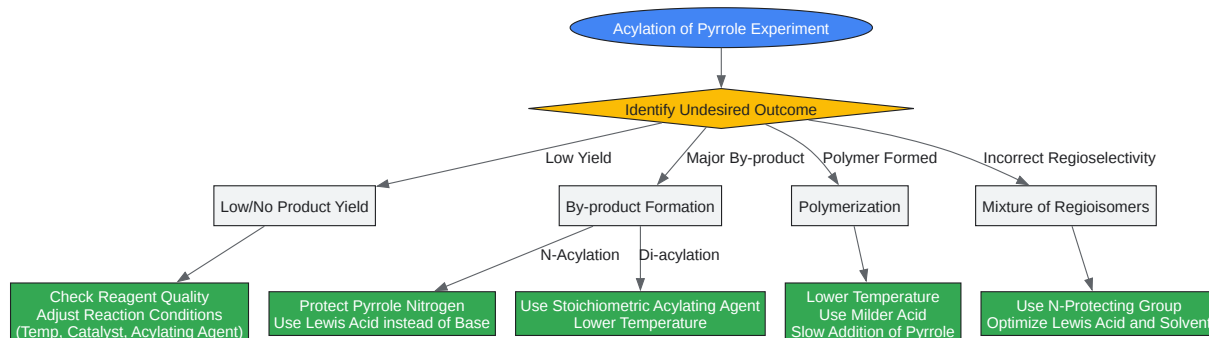 Acylation of Pyrrole Experiment
Identify Undesired Outcome
Low Yield
Major By-product
Polymer Formed
Incorrect Regioselectivity
Low/No Product Yield
By-product Formation
Polymerization
Mixture of Regioisomers
N-Acylation
Di-acylation
Check Reagent Quality
Adjust Reaction Conditions
(Temp, Catalyst, Acylating Agent)
Protect Pyrrole Nitrogen
Use Lewis Acid instead of Base
Use Stoichiometric Acylating Agent
Lower Temperature
Lower Temperature
Use Milder Acid
Slow Addition of Pyrrole
Use N-Protecting Group
Optimize Lewis Acid and Solvent